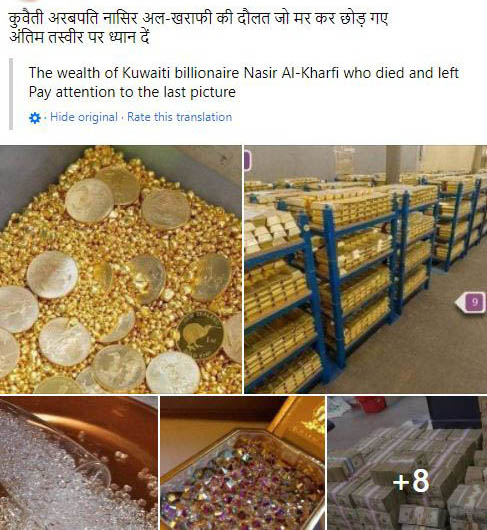 कुवैती अरबपति नासिर अल-खराफी की दौलत जो मर कर छोड़ गए
अंतिम तस्वीर पर ध्यान दें
The wealth of Kuwaiti billionaire Nasir Al-Kharfi who died and left
Pay attention to the last picture
· Hide original · Rate this translation
9
+8